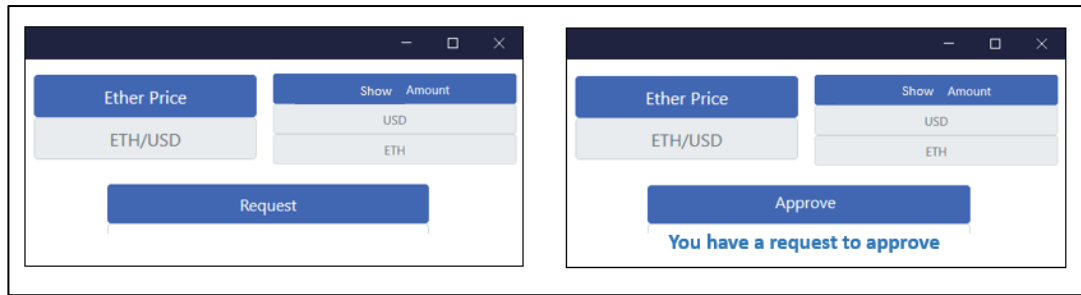 Ether Price
ETH/USD
Show Amount
USD
ETH
Request
Ether Price
ETH/USD
Show Amount
USD
ETH
Approve
You have a request to approve